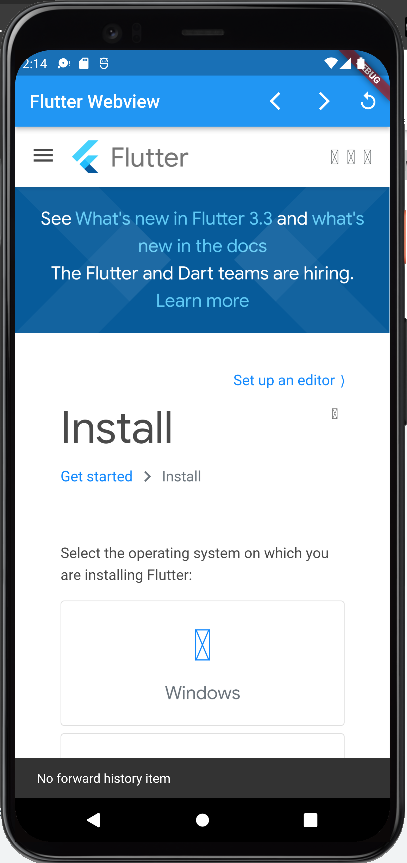 2:14
DEBUG
Flutter Webview
Flutter
See What's new in Flutter 3.3 and what's
new in the docs
The Flutter and Dart teams are hiring.
Learn more
Set up an editor ⟩
Install
Get started > Install
Select the operating system on which you
are installing Flutter:
Windows
No forward history item